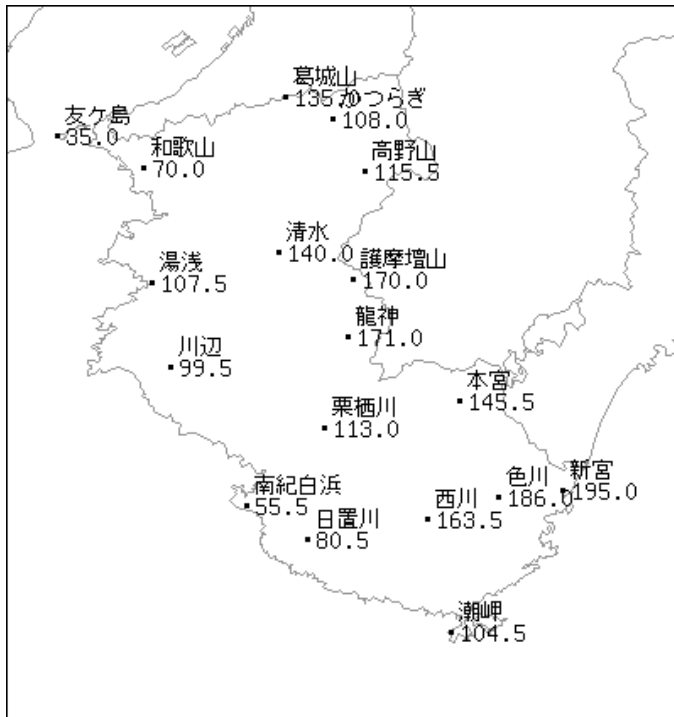 葛城山
135.0
かつらぎ
108.0
友ケ島
35.0
和歌山
70.0
高野山
115.5
清水
140.0
護摩壇山
170.0
湯浅
107.5
龍神
171.0
川辺
99.5
本宮
145.5
栗栖川
113.0
新宮
195.0
色川
186.0
南紀白浜
55.5
西川
163.5
日置川
80.5
潮岬
104.5